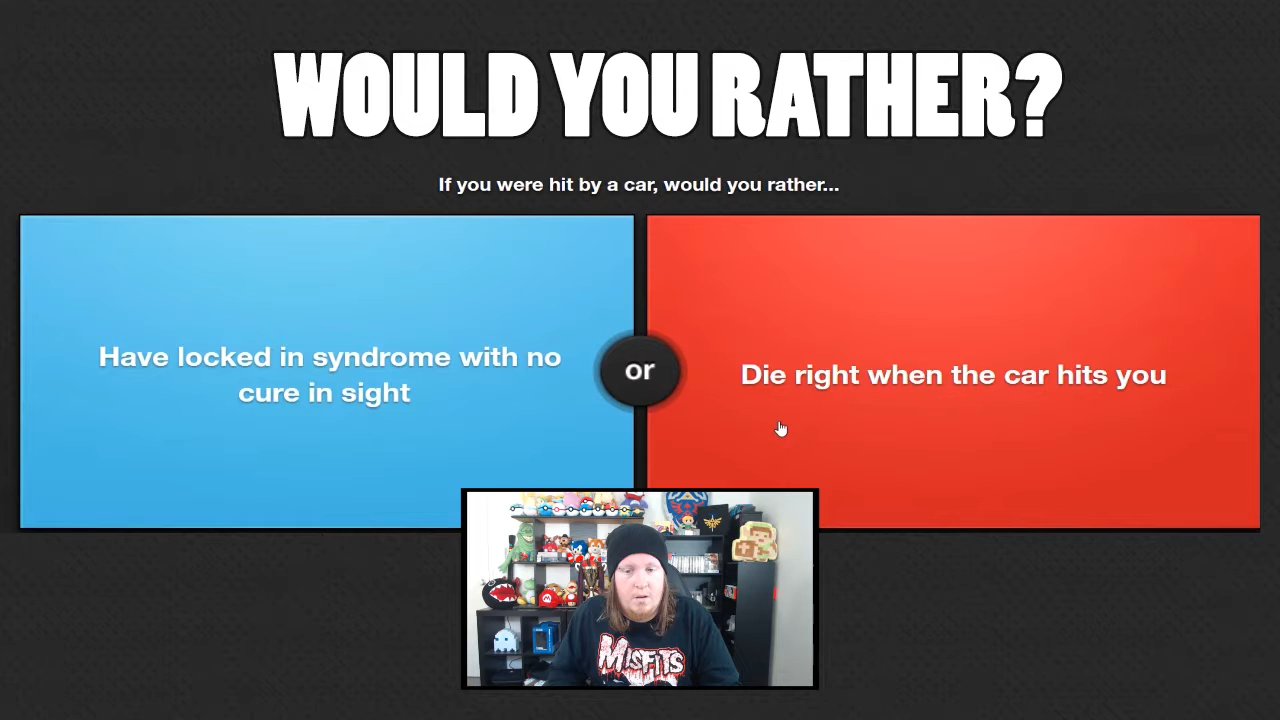 WOULD YOU RATHER?
If you were hit by a car, would you rather...
Have locked in syndrome with no
cure in sight
or
Die right when the car hits you
MISFITS